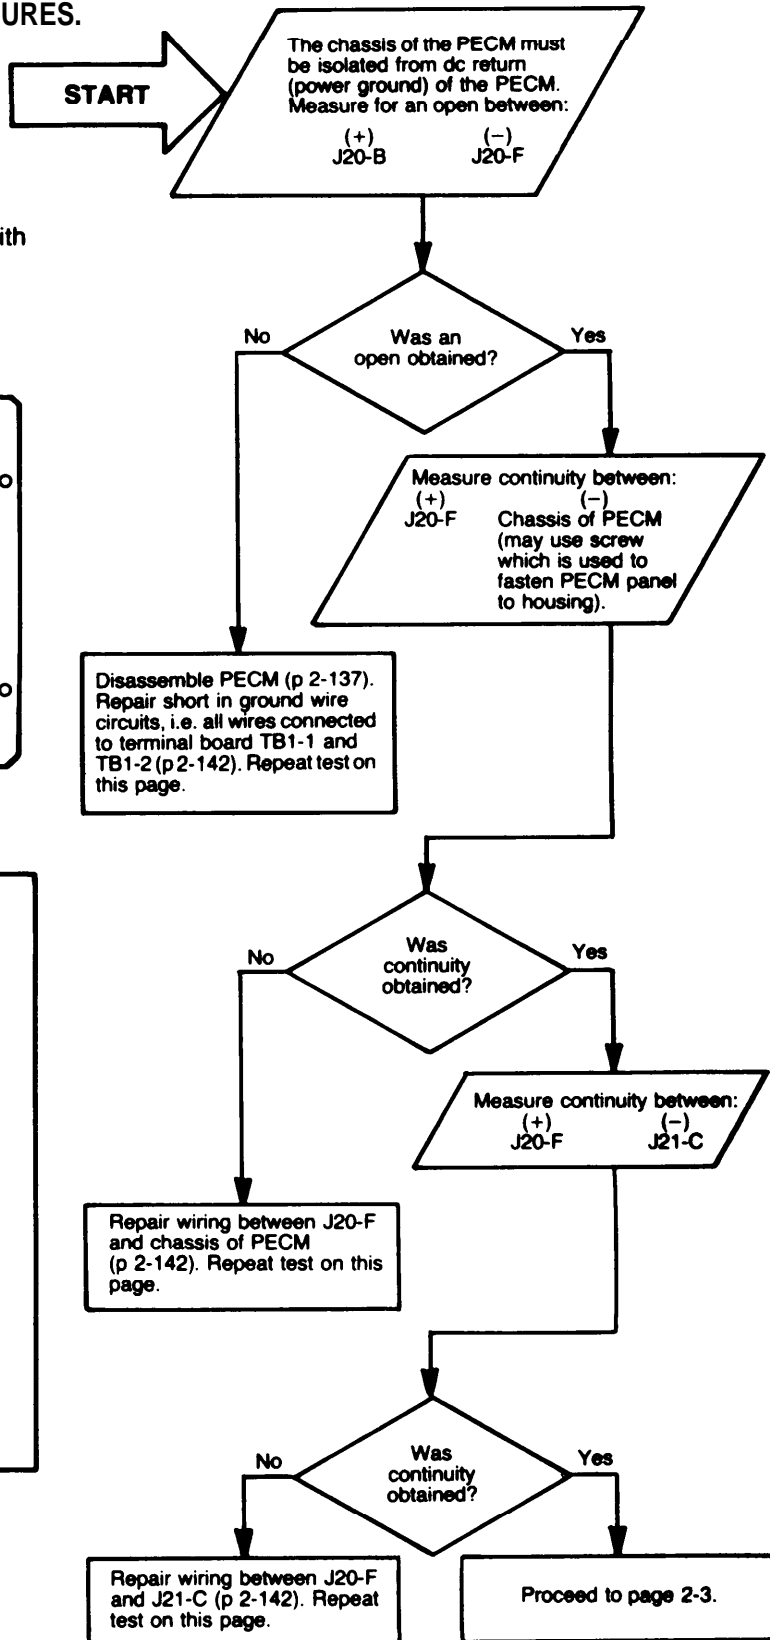 URES.
START
The chassis of the PECM must
be isolated from dc return
(power ground) of the PECM.
Measure for an open between:
(+) (−)
J20-B J20-F
ith
Was an
open obtained?
No
Yes
Measure continuity between:
(+) (−)
J20-F Chassis of PECM
(may use screw
which is used to
fasten PECM panel
to housing).
Disassemble PECM (p 2-137).
Repair short in ground wire
circuits, i.e. all wires connected
to terminal board TB1-1 and
TB1-2 (p 2-142). Repeat test on
this page.
Was
continuity
obtained?
No
Yes
Measure continuity between:
(+) (−)
J20-F J21-C
Repair wiring between J20-F
and chassis of PECM
(p 2-142). Repeat test on this
page.
Was
continuity
obtained?
No
Yes
Repair wiring between J20-F
and J21-C (p 2-142). Repeat
test on this page.
Proceed to page 2-3.